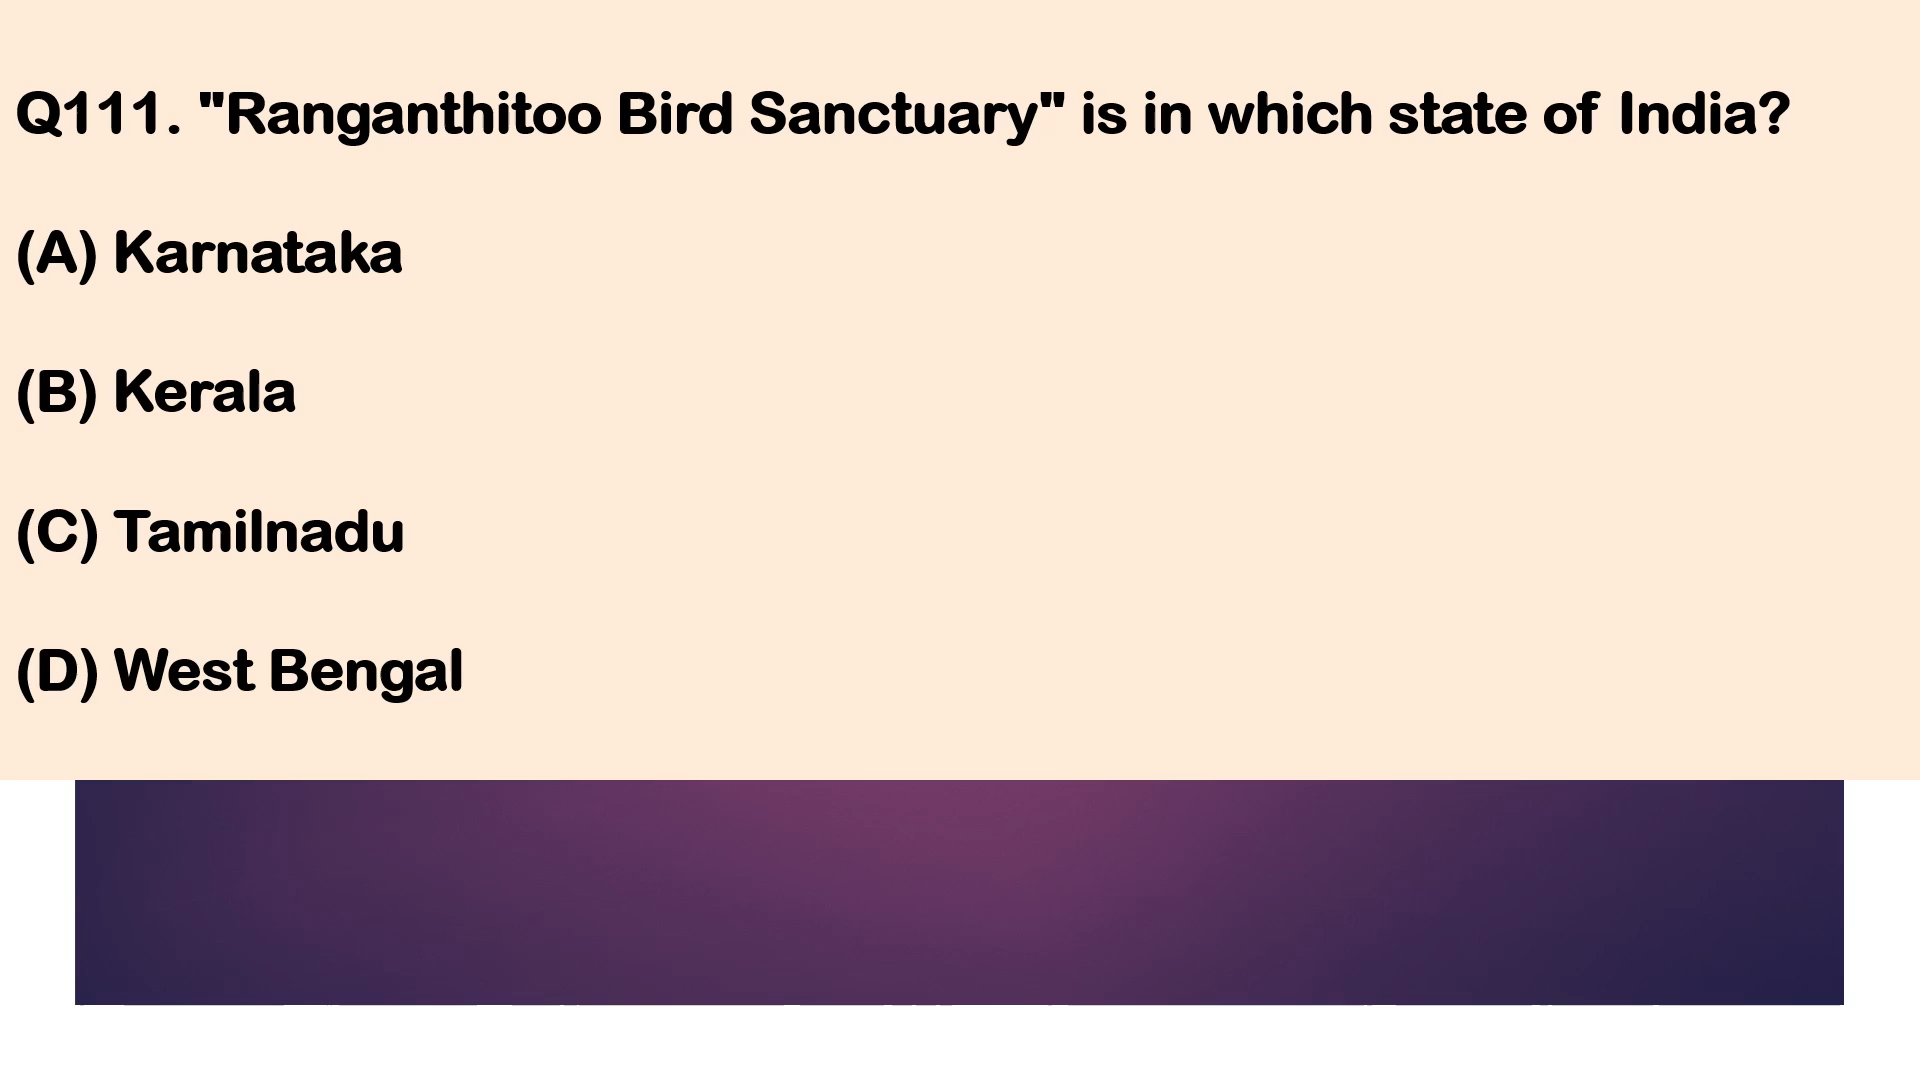 Q111. "Ranganthitoo Bird Sanctuary" is in which state of India?
(A) Karnataka
(B) Kerala
(C) Tamilnadu
(D) West Bengal